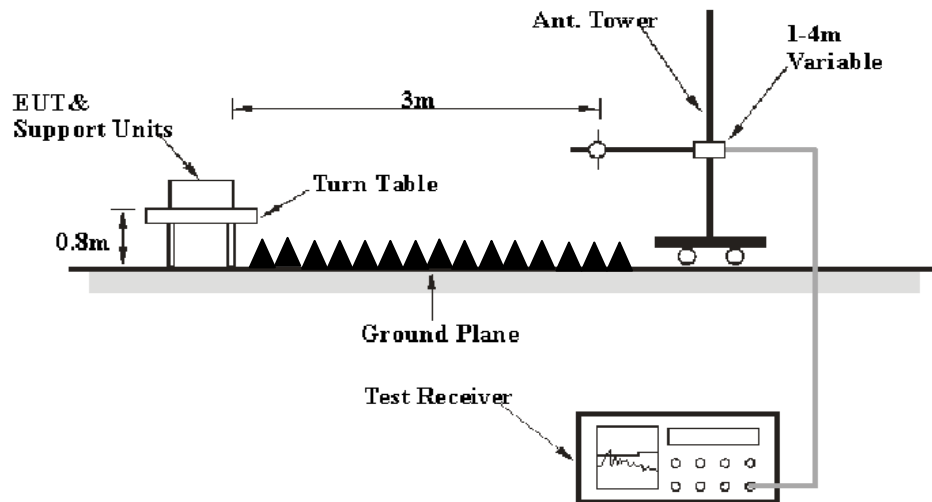 Ant. Tower
1-4m
Variable
3m
EUT&
Support Units
Turn Table
0.8m
Ground Plane
Test Receiver